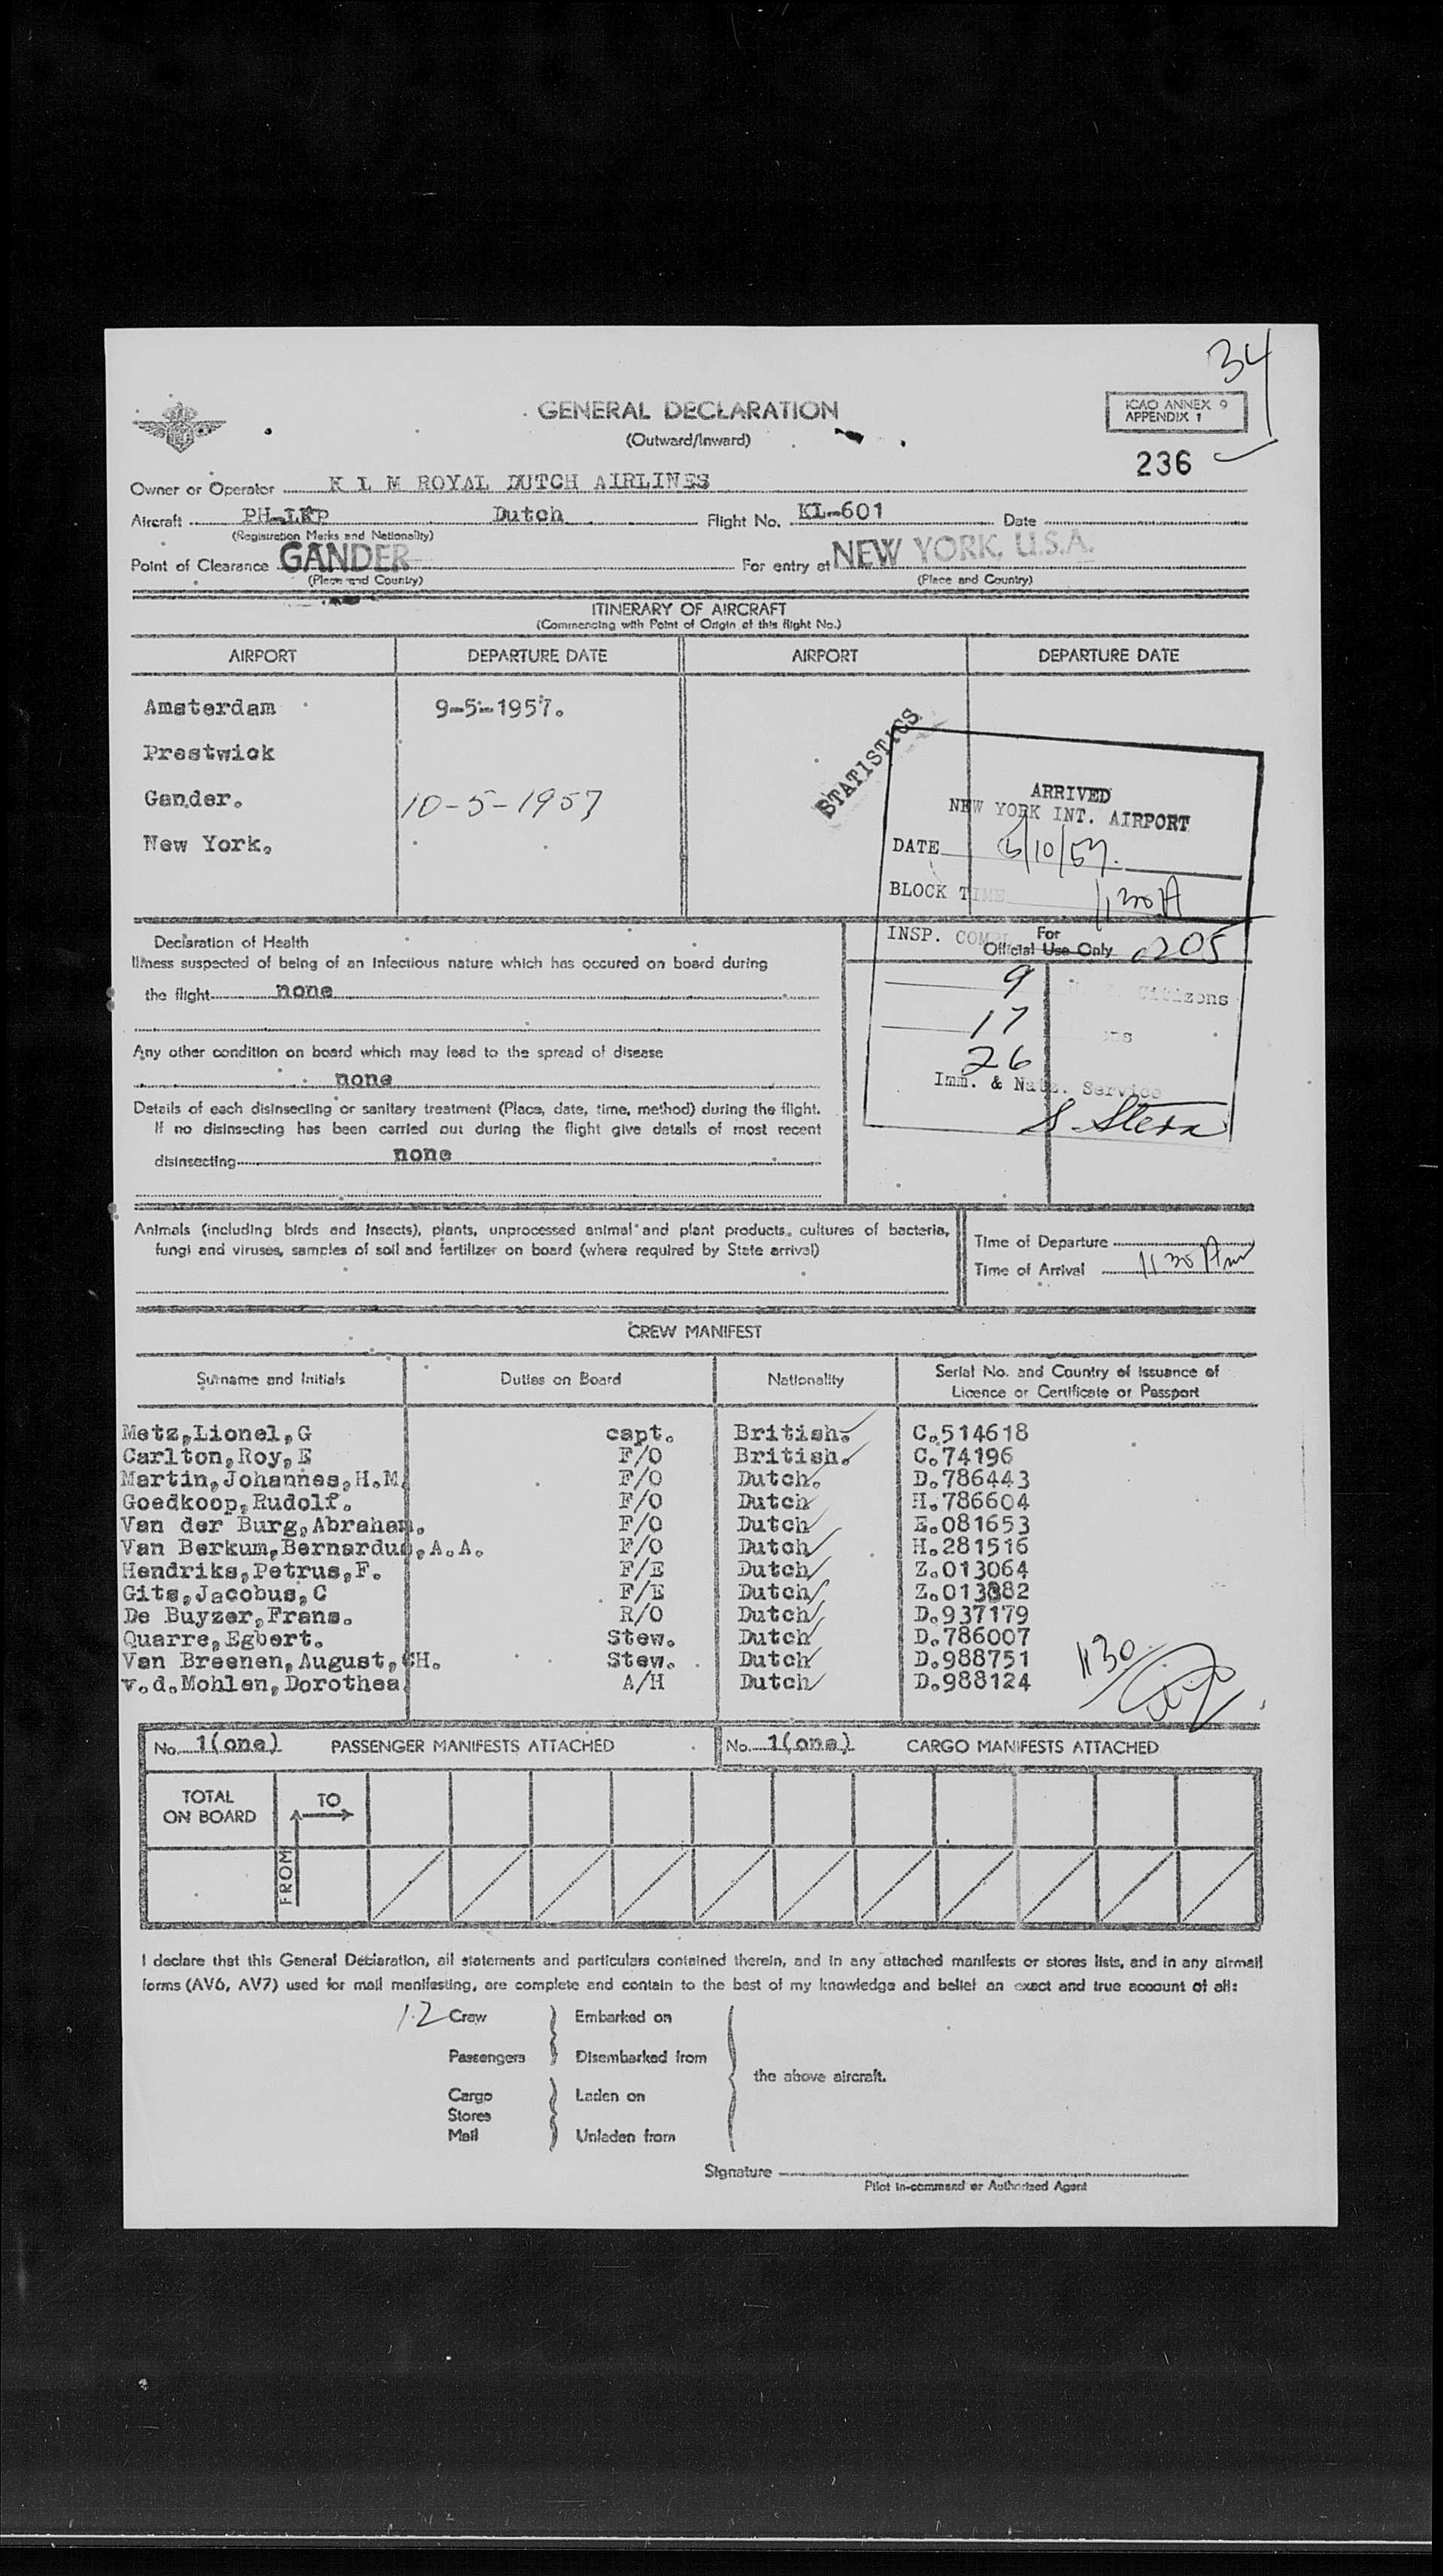 34
GENERAL DECLARATION
(Outward/Inward)
ICAO ANNEX 9
APPENDIX 1
236
Owner or Operator K L M ROYAL DUTCH AIRLINES
Aircraft PH-LKP Dutch Flight No. KL-601 Date
(Registration Marks and Nationality)
Point of Clearance GANDER For entry at NEW YORK, U.S.A.
(Place and Country) (Place and Country)
ITINERARY OF AIRCRAFT
(Commencing with Point of Origin of this flight No.)
AIRPORT DEPARTURE DATE AIRPORT DEPARTURE DATE
Amsterdam 9-5-1957.
Prestwick
Gander. 10-5-1957
New York.
STATISTICS
ARRIVED
NEW YORK INT. AIRPORT
DATE 5/10/57.
BLOCK TIME 1130A
INSP. COMPL 1205
For
Official Use Only
9 Citizens
17
26
Imm. & Natz. Service
S. Stern
Declaration of Health
Illness suspected of being of an infectious nature which has occured on board during
the flight none
Any other condition on board which may lead to the spread of disease
none
Details of each disinsecting or sanitary treatment (Place, date, time, method) during the flight.
If no disinsecting has been carried out during the flight give details of most recent
disinsecting none
Animals (including birds and insects), plants, unprocessed animal and plant products, cultures of bacteria,
fungi and viruses, samples of soil and fertilizer on board (where required by State arrival)
Time of Departure
Time of Arrival 1130 Am
CREW MANIFEST
Surname and Initials Duties on Board Nationality Serial No. and Country of Issuance of
Licence or Certificate or Passport
Metz,Lionel,G capt. British. C.514618
Carlton,Roy,E F/O British. C.74196
Martin,Johannes,H.M. F/O Dutch. D.786443
Goedkoop,Rudolf. F/O Dutch H.786604
Van der Burg,Abraham. F/O Dutch E.081653
Van Berkum,Bernardus,A.A. F/O Dutch H.281516
Hendriks,Petrus,F. F/E Dutch Z.013064
Gits,Jacobus,C F/E Dutch Z.013882
De Buyzer,Frans. R/O Dutch D.937179
Quarre,Egbert. Stew. Dutch D.786007
Van Breenen,August,CH. Stew. Dutch D.988751
v.d.Mohlen,Dorothea A/H Dutch D.988124
1130
No. 1(one) PASSENGER MANIFESTS ATTACHED No. 1(one) CARGO MANIFESTS ATTACHED
TOTAL
ON BOARD
TO
FROM
I declare that this General Declaration, all statements and particulars contained therein, and in any attached manifests or stores lists, and in any airmail
forms (AV6, AV7) used for mail manifesting, are complete and contain to the best of my knowledge and belief an exact and true account of all:
12 Crew Embarked on
Passengers Disembarked from
the above aircraft.
Cargo Laden on
Stores
Mail Unladen from
Signature
Pilot in-command or Authorized Agent